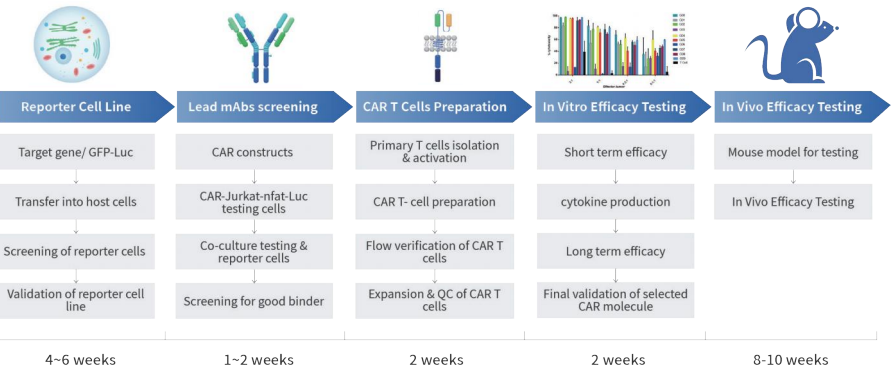 Reporter Cell Line
Lead mAbs screening
CAR T Cells Preparation
In Vitro Efficacy Testing
In Vivo Efficacy Testing
Target gene/ GFP-Luc
Transfer into host cells
Screening of reporter cells
Validation of reporter cell
line
CAR constructs
CAR-Jurkat-nfat-Luc
testing cells
Co-culture testing &
reporter cells
Screening for good binder
Primary T cells isolation
& activation
CAR T- cell preparation
Flow verification of CAR T
cells
Expansion & QC of CAR T
cells
Short term efficacy
cytokine production
Long term efficacy
Final validation of selected
CAR molecule
Mouse model for testing
In Vivo Efficacy Testing
4~6 weeks
1~2 weeks
2 weeks
2 weeks
8-10 weeks